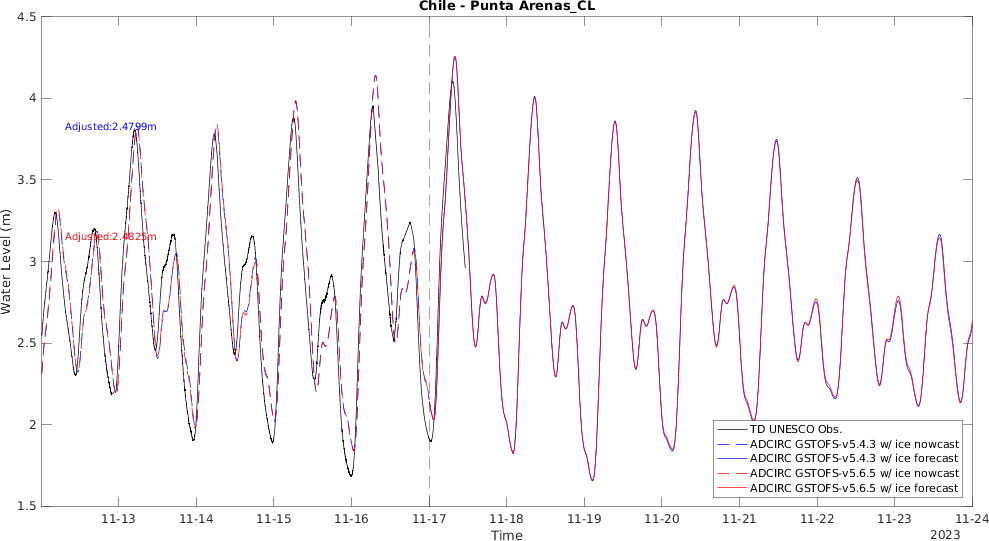 Chile - Punta Arenas_CL
4.5
4
3.5
3
2.5
2
1.5
Water Level (m)
Adjusted:2.4799m
Adjusted:2.4825m
TD UNESCO Obs.
ADCIRC GSTOFS-v5.4.3 w/ ice nowcast
ADCIRC GSTOFS-v5.4.3 w/ ice forecast
ADCIRC GSTOFS-v5.6.5 w/ ice nowcast
ADCIRC GSTOFS-v5.6.5 w/ ice forecast
11-13 11-14 11-15 11-16 11-17 11-18 11-19 11-20 11-21 11-22 11-23 11-24
Time
2023